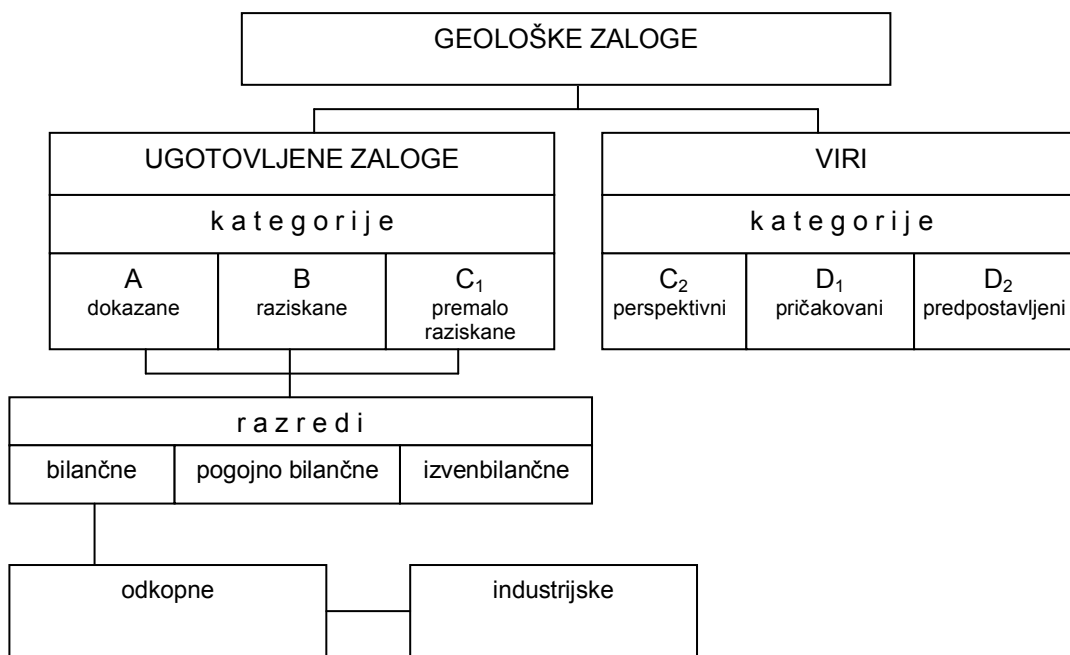 GEOLOŠKE ZALOGE
UGOTOVLJENE ZALOGE
k a t e g o r i j e
A
dokazane
B
raziskane
C₁
premalo
raziskane
VIRI
k a t e g o r i j e
C₂
perspektivni
D₁
pričakovani
D₂
predpostavljeni
r a z r e d i
bilančne
pogojno bilančne
izvenbilančne
odkopne
industrijske